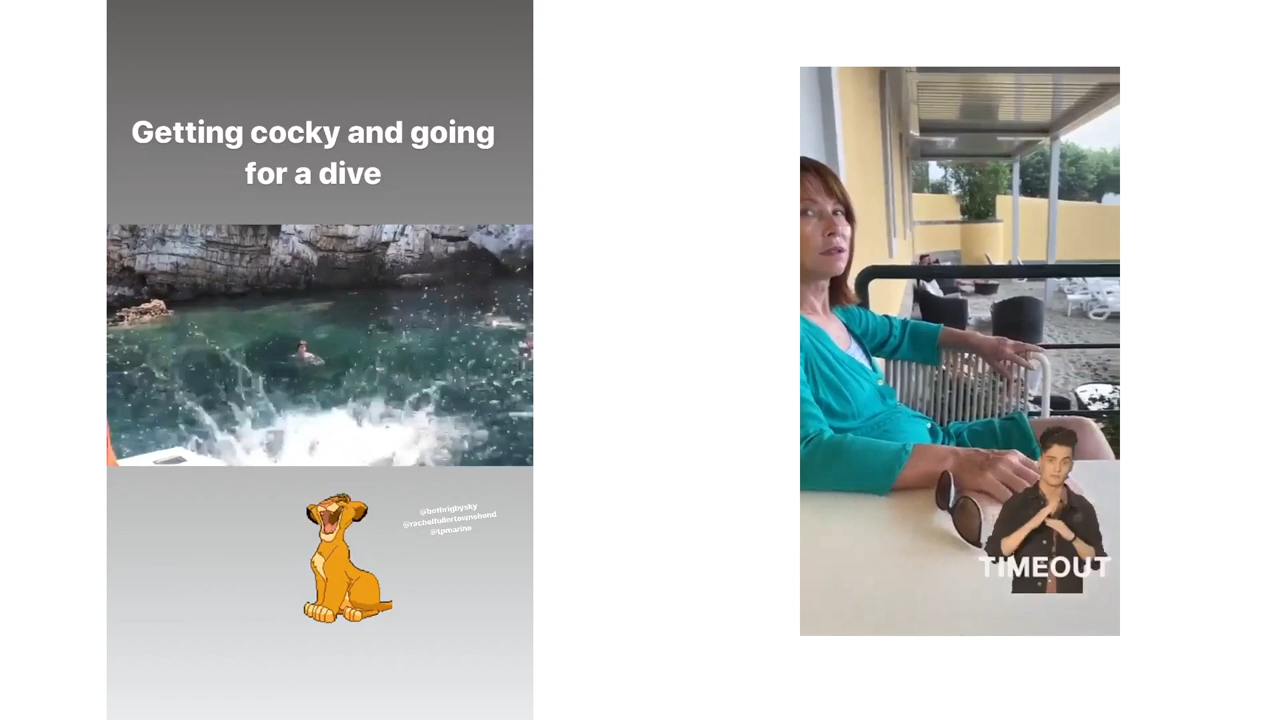 Getting cocky and going
for a dive
@bethrigbysky
@rachelfullertownshend
@tpmarine
TIMEOUT